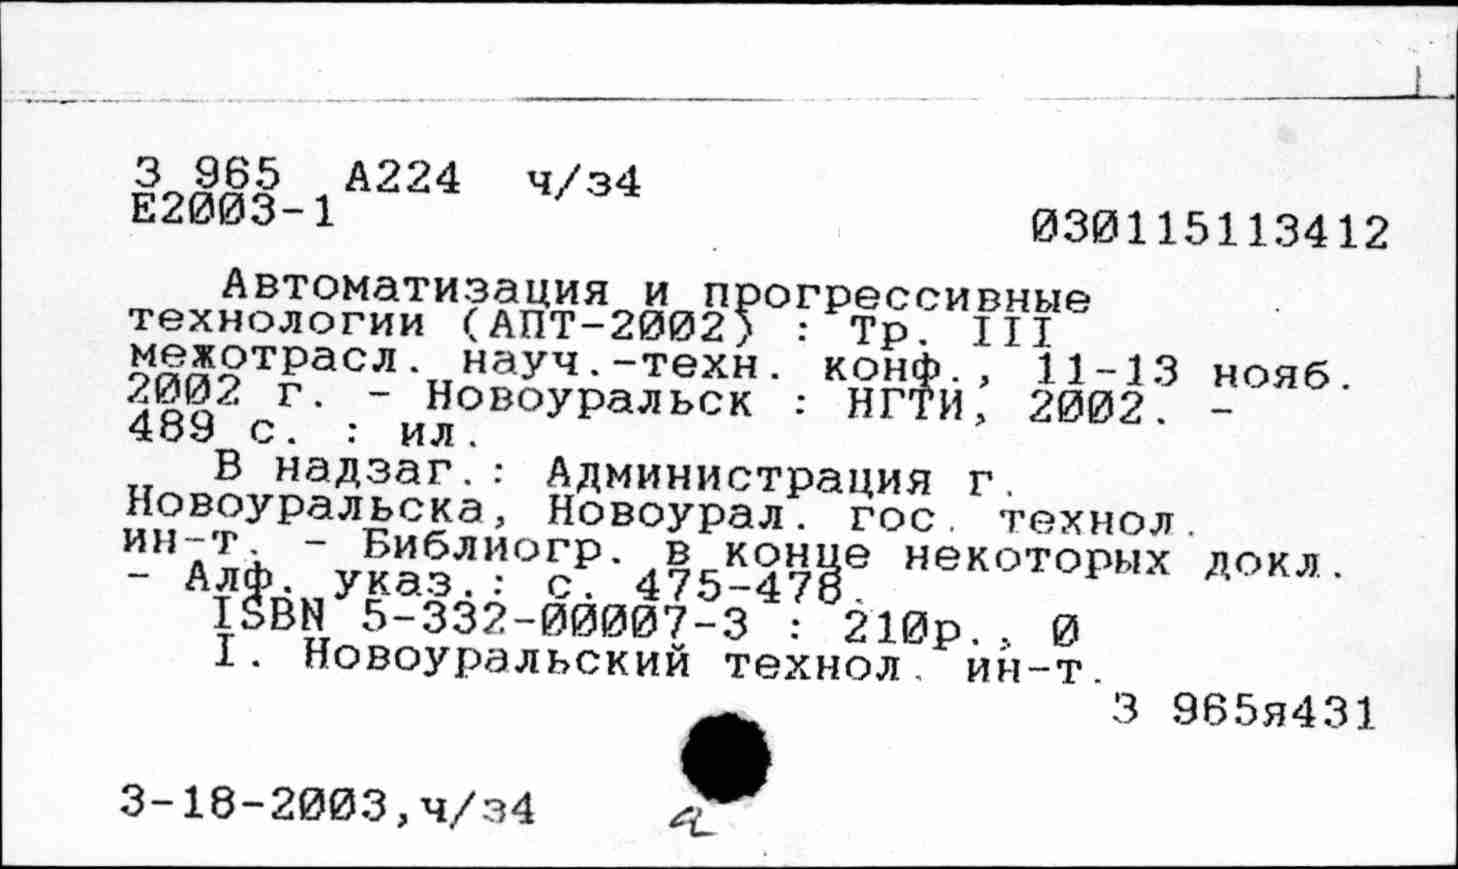 З 965 А224 ч/з4
Е2003-1
030115113412
Автоматизация и прогрессивные
технологии (АПТ-2002) : Тр. III
межотрасл. науч.-техн. конф., 11-13 нояб.
2002 г. - Новоуральск : НГТИ, 2002. -
489 с. : ил.
В надзаг.: Администрация г.
Новоуральска, Новоурал. гос. технол.
ин-т. - Библиогр. в конце некоторых докл.
- Алф. указ.: с. 475-478.
ISBN 5-332-00007-3 : 210р., 0
I. Новоуральский технол. ин-т.
З 965я431
3-18-2003,ч/з4